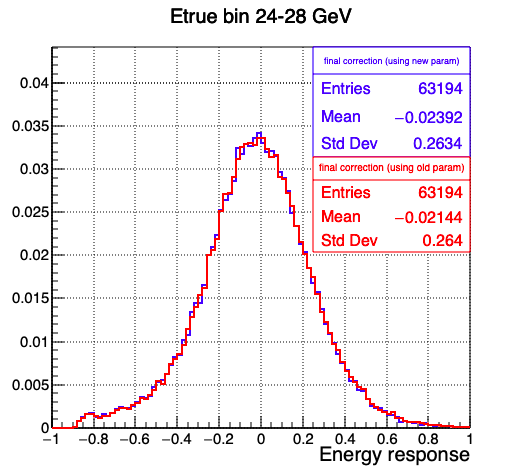 Etrue bin 24-28 GeV
final correction (using new param)
Entries 63194
Mean −0.02392
Std Dev 0.2634
final correction (using old param)
Entries 63194
Mean −0.02144
Std Dev 0.264
0.04
0.035
0.03
0.025
0.02
0.015
0.01
0.005
0
−1 −0.8 −0.6 −0.4 −0.2 0 0.2 0.4 0.6 0.8 1
Energy response